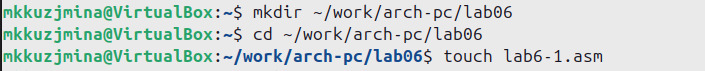 mkkuzjmina@VirtualBox:~$ mkdir ~/work/arch-pc/lab06
mkkuzjmina@VirtualBox:~$ cd ~/work/arch-pc/lab06
mkkuzjmina@VirtualBox:~/work/arch-pc/lab06$ touch lab6-1.asm